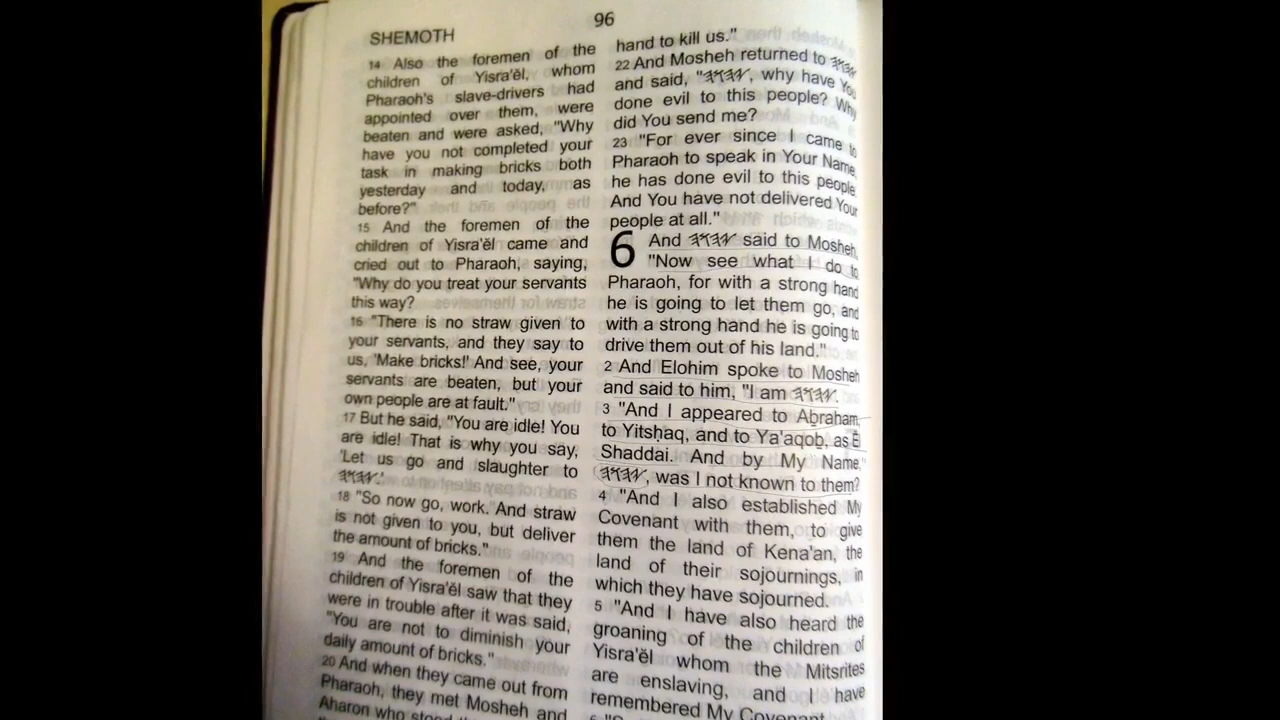 96
SHEMOTH
14 Also the foremen of the
children of Yisra'ĕl, whom
Pharaoh's slave-drivers had
appointed over them, were
beaten and were asked, "Why
have you not completed your
task in making bricks both
yesterday and today, as
before?"
15 And the foremen of the
children of Yisra'ĕl came and
cried out to Pharaoh, saying,
"Why do you treat your servants
this way?
16 "There is no straw given to
your servants, and they say to
us, 'Make bricks!' And see, your
servants are beaten, but your
own people are at fault."
17 But he said, "You are idle! You
are idle! That is why you say,
'Let us go and slaughter to
𐤉𐤄𐤅𐤄.'
18 "So now go, work. And straw
is not given to you, but deliver
the amount of bricks."
19 And the foremen of the
children of Yisra'ĕl saw that they
were in trouble after it was said,
"You are not to diminish your
daily amount of bricks."
20 And when they came out from
Pharaoh, they met Mosheh and
Aharon who stood
hand to kill us."
22 And Mosheh returned to 𐤉𐤄𐤅𐤄
and said, "𐤉𐤄𐤅𐤄, why have You
done evil to this people? Why
did You send me?
23 "For ever since I came to
Pharaoh to speak in Your Name,
he has done evil to this people.
And You have not delivered Your
people at all."
6 And 𐤉𐤄𐤅𐤄 said to Mosheh,
"Now see what I do to
Pharaoh, for with a strong hand
he is going to let them go, and
with a strong hand he is going to
drive them out of his land."
2 And Elohim spoke to Mosheh
and said to him, "I am 𐤉𐤄𐤅𐤄.
3 "And I appeared to Aḇraham,
to Yitsḥaq, and to Ya'aqoḇ, as Ĕl
Shaddai. And by My Name,
𐤉𐤄𐤅𐤄, was I not known to them?
4 "And I also established My
Covenant with them, to give
them the land of Kena'an, the
land of their sojournings, in
which they have sojourned.
5 "And I have also heard the
groaning of the children of
Yisra'ĕl whom the Mitsrites
are enslaving, and I have
remembered My Covenant.